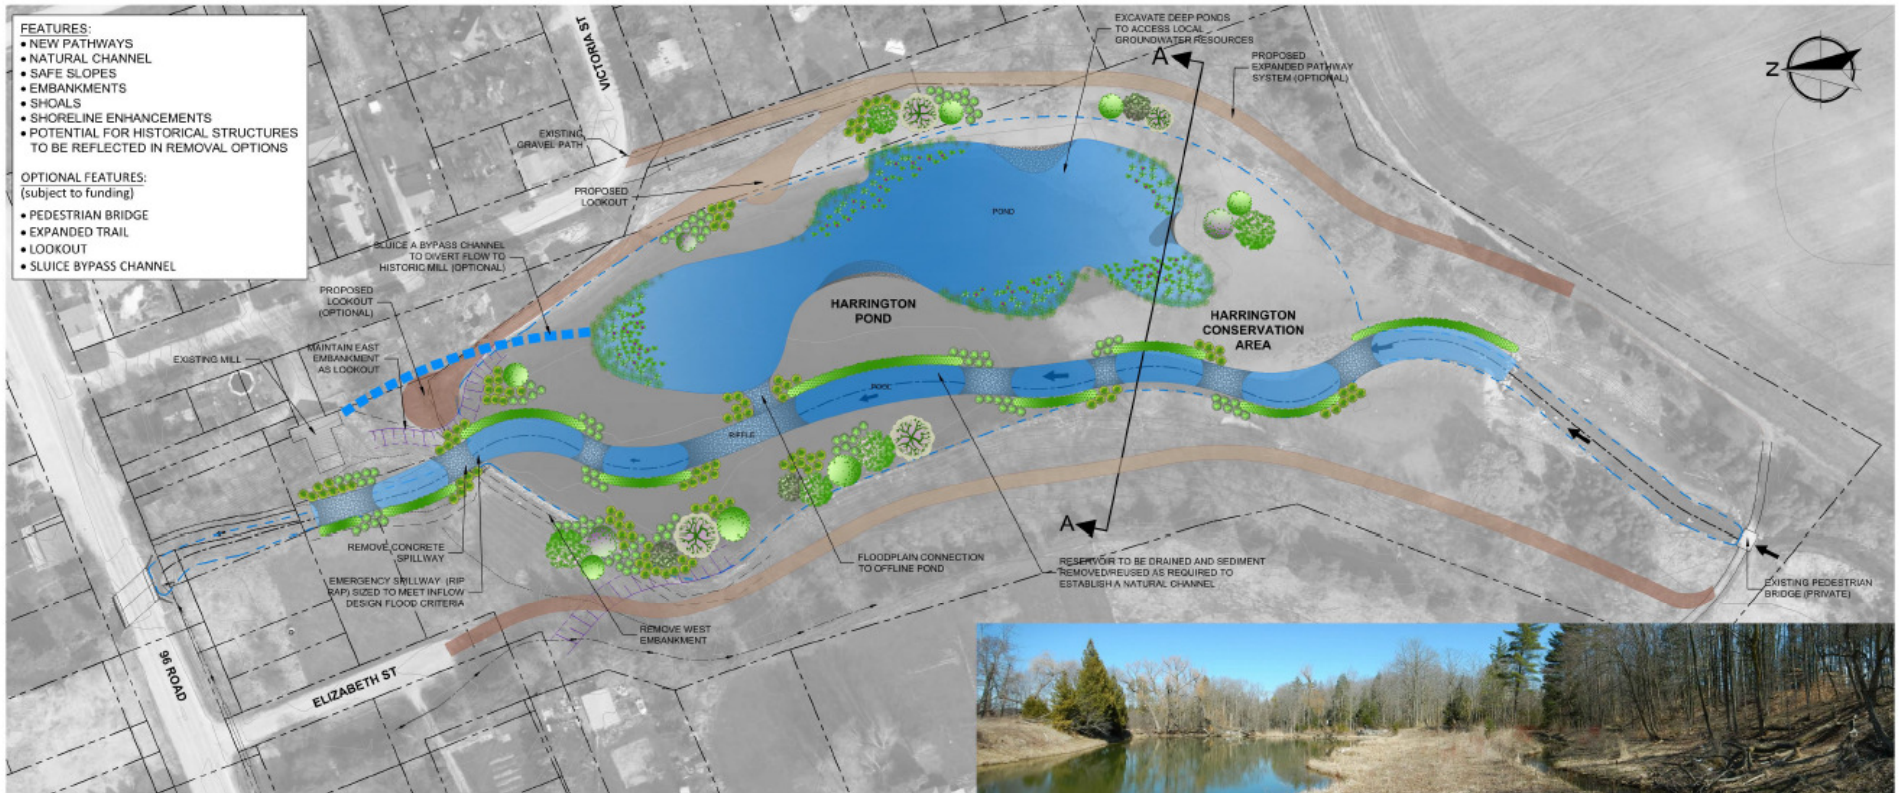 FEATURES:
• NEW PATHWAYS
• NATURAL CHANNEL
• SAFE SLOPES
• EMBANKMENTS
• SHOALS
• SHORELINE ENHANCEMENTS
• POTENTIAL FOR HISTORICAL STRUCTURES
TO BE REFLECTED IN REMOVAL OPTIONS
OPTIONAL FEATURES:
(subject to funding)
• PEDESTRIAN BRIDGE
• EXPANDED TRAIL
• LOOKOUT
• SLUICE BYPASS CHANNEL
VICTORIA ST
EXISTING
GRAVEL PATH
PROPOSED
LOOKOUT
SLUICE A BYPASS CHANNEL
TO DIVERT FLOW TO
HISTORIC MILL (OPTIONAL)
PROPOSED
LOOKOUT
(OPTIONAL)
MAINTAIN EAST
EMBANKMENT
AS LOOKOUT
EXISTING MILL
EXCAVATE DEEP PONDS
TO ACCESS LOCAL
GROUNDWATER RESOURCES
A
PROPOSED
EXPANDED PATHWAY
SYSTEM (OPTIONAL)
Z
POND
HARRINGTON
POND
HARRINGTON
CONSERVATION
AREA
POOL
RIFFLE
A
REMOVE CONCRETE
SPILLWAY
EMERGENCY SPILLWAY (RIP
RAP) SIZED TO MEET INFLOW
DESIGN FLOOD CRITERIA
REMOVE WEST
EMBANKMENT
FLOODPLAIN CONNECTION
TO OFFLINE POND
RESERVOIR TO BE DRAINED AND SEDIMENT
REMOVED/REUSED AS REQUIRED TO
ESTABLISH A NATURAL CHANNEL
EXISTING PEDESTRIAN
BRIDGE (PRIVATE)
96 ROAD
ELIZABETH ST